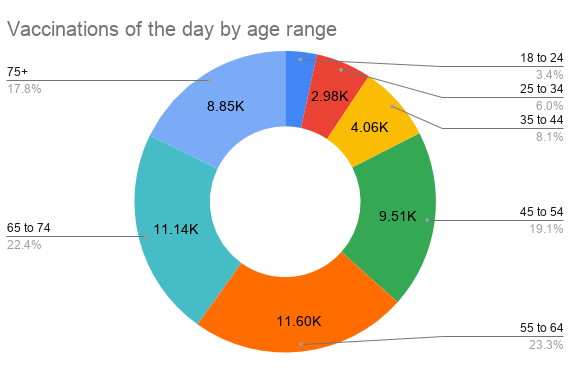 Vaccinations of the day by age range
18 to 24
3.4%
25 to 34
6.0%
35 to 44
8.1%
45 to 54
19.1%
55 to 64
23.3%
65 to 74
22.4%
75+
17.8%
2.98K
4.06K
9.51K
11.60K
11.14K
8.85K